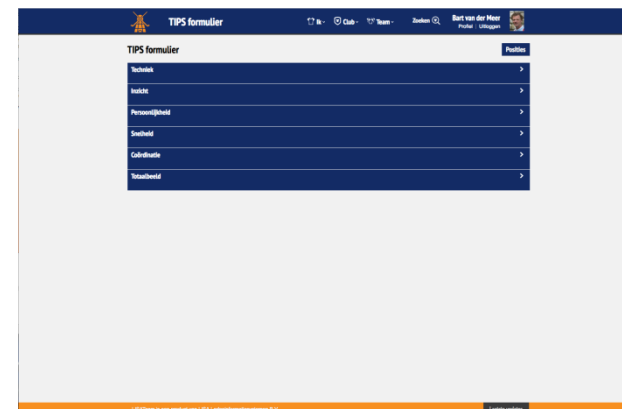 TIPS formulier
Ik
Club
Team
Zoeken
Bart van der Meer
Profiel | Uitloggen
TIPS formulier
Posities
Techniek
Inzicht
Persoonlijkheid
Snelheid
Coördinatie
Totaalbeeld